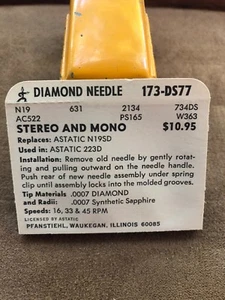 DIAMOND NEEDLE 173-DS77
N19 631 2134 734DS
AC522 PS165 W363
STEREO AND MONO $10.95
Replaces: ASTATIC N19SD
Used in: ASTATIC 223D
Installation: Remove old needle by gently rotat-
ing and pulling outward on the needle handle.
Push rear of new needle assembly under spring
clip until assembly locks into the molded grooves.
Tip Materials .0007 DIAMOND
and Radii: .0007 Synthetic Sapphire
Speeds: 16, 33 & 45 RPM
LICENSED BY ASTATIC
PFANSTIEHL, WAUKEGAN, ILLINOIS 60085